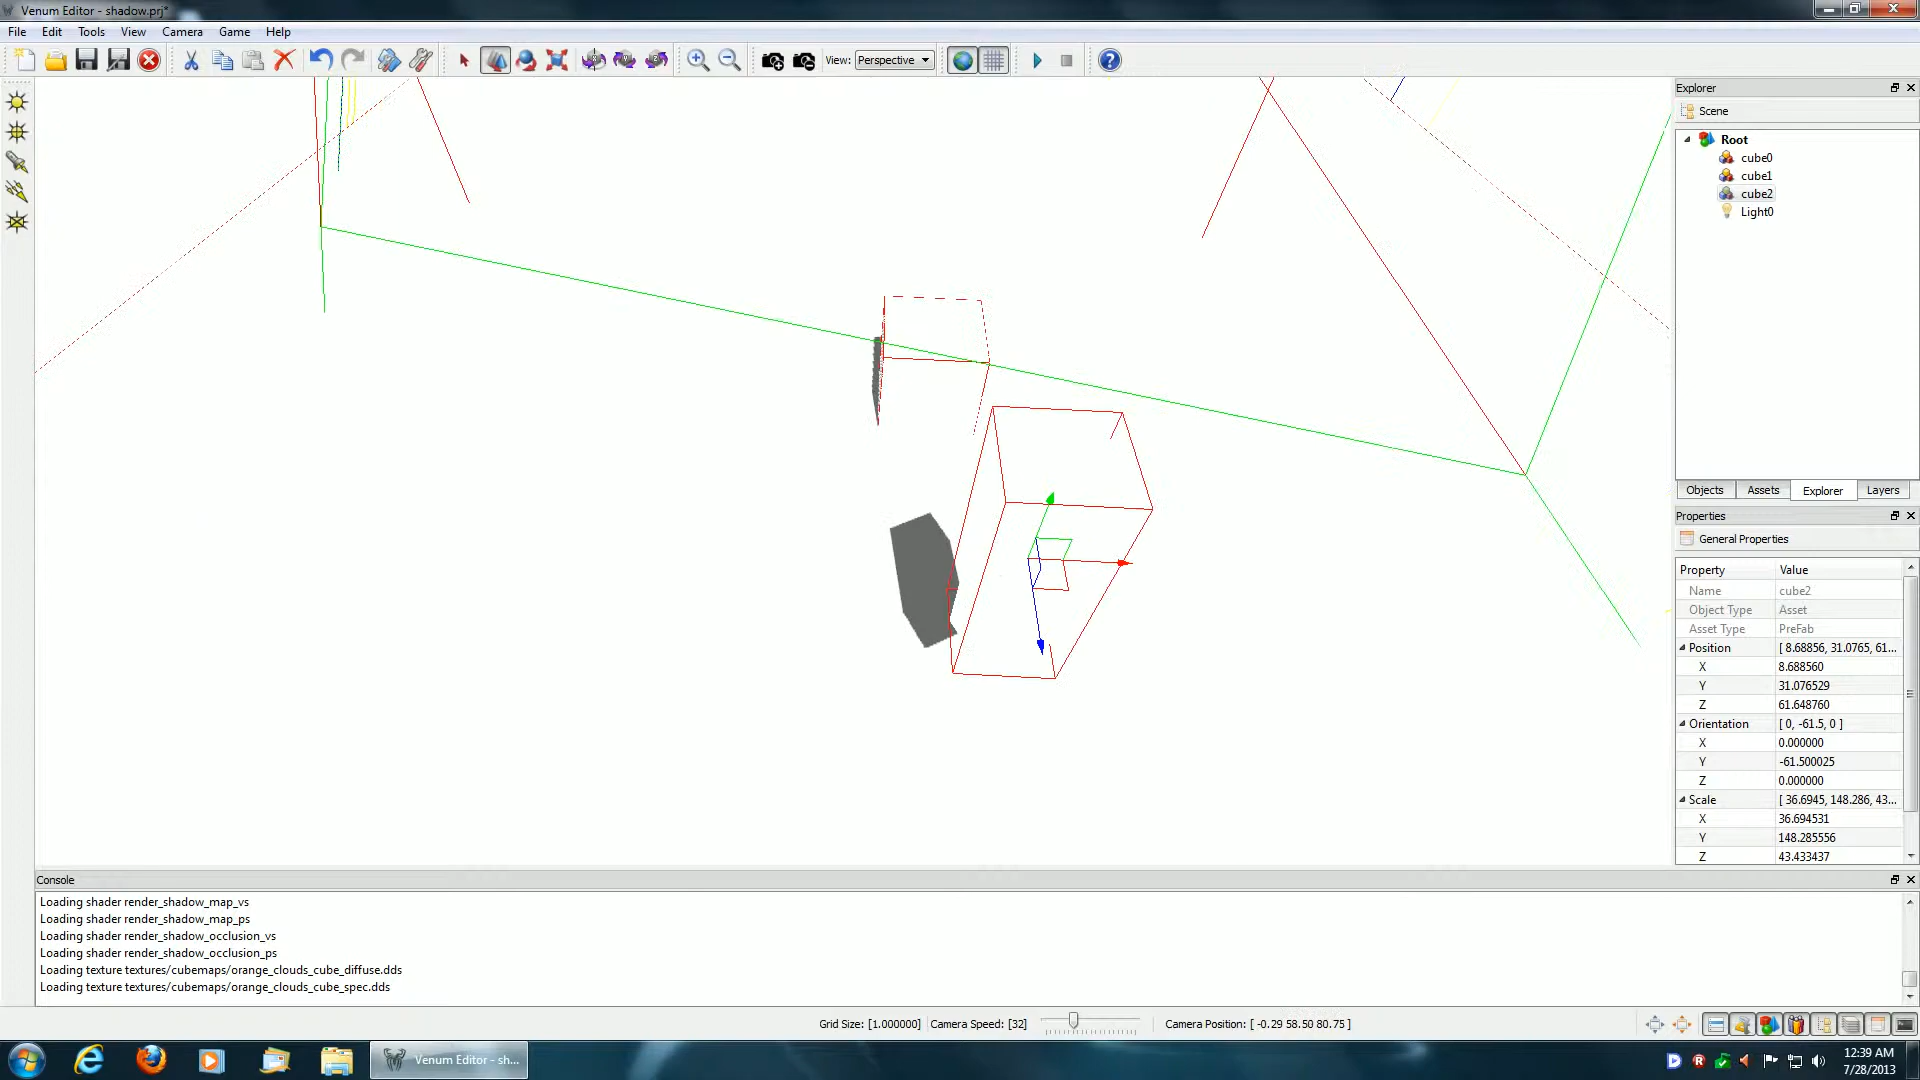 Venum Editor - shadow.prj*
File Edit Tools View Camera Game Help
View: Perspective
Explorer
Scene
Root
cube0
cube1
cube2
Light0
Objects Assets Explorer Layers
Properties
General Properties
Property Value
Name cube2
Object Type Asset
Asset Type PreFab
Position [ 8.68856, 31.0765, 61...
X 8.688560
Y 31.076529
Z 61.648760
Orientation [ 0, -61.5, 0 ]
X 0.000000
Y -61.500025
Z 0.000000
Scale [ 36.6945, 148.286, 43...
X 36.694531
Y 148.285556
Z 43.433437
Console
Loading shader render_shadow_map_vs
Loading shader render_shadow_map_ps
Loading shader render_shadow_occlusion_vs
Loading shader render_shadow_occlusion_ps
Loading texture textures/cubemaps/orange_clouds_cube_diffuse.dds
Loading texture textures/cubemaps/orange_clouds_cube_spec.dds
Grid Size: [1.000000] Camera Speed: [32] Camera Position: [ -0.29 58.50 80.75 ]
Venum Editor - sh...
12:39 AM
7/28/2013